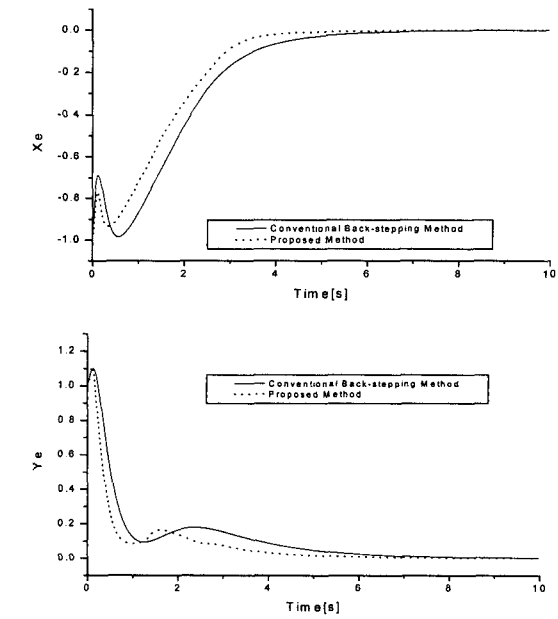 0.0
-0.2
-0.4
-0.6
-0.8
-1.0
Xe
Conventional Back-stepping Method
Proposed Method
0 2 4 6 8 10
Time[s]
1.2
1.0
0.8
0.6
0.4
0.2
0.0
Ye
Conventional Back-stepping Method
Proposed Method
0 2 4 6 8 10
Time[s]